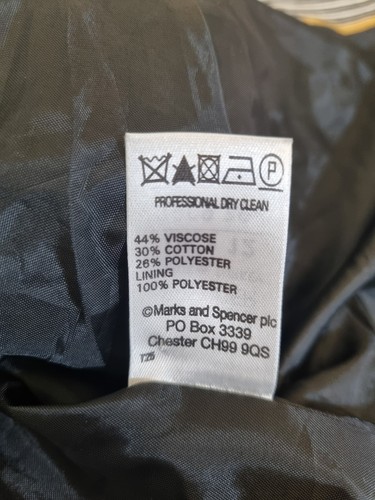 P
PROFESSIONAL DRY CLEAN
44% VISCOSE
30% COTTON
26% POLYESTER
LINING
100% POLYESTER
©Marks and Spencer plc
PO Box 3339
Chester CH99 9QS